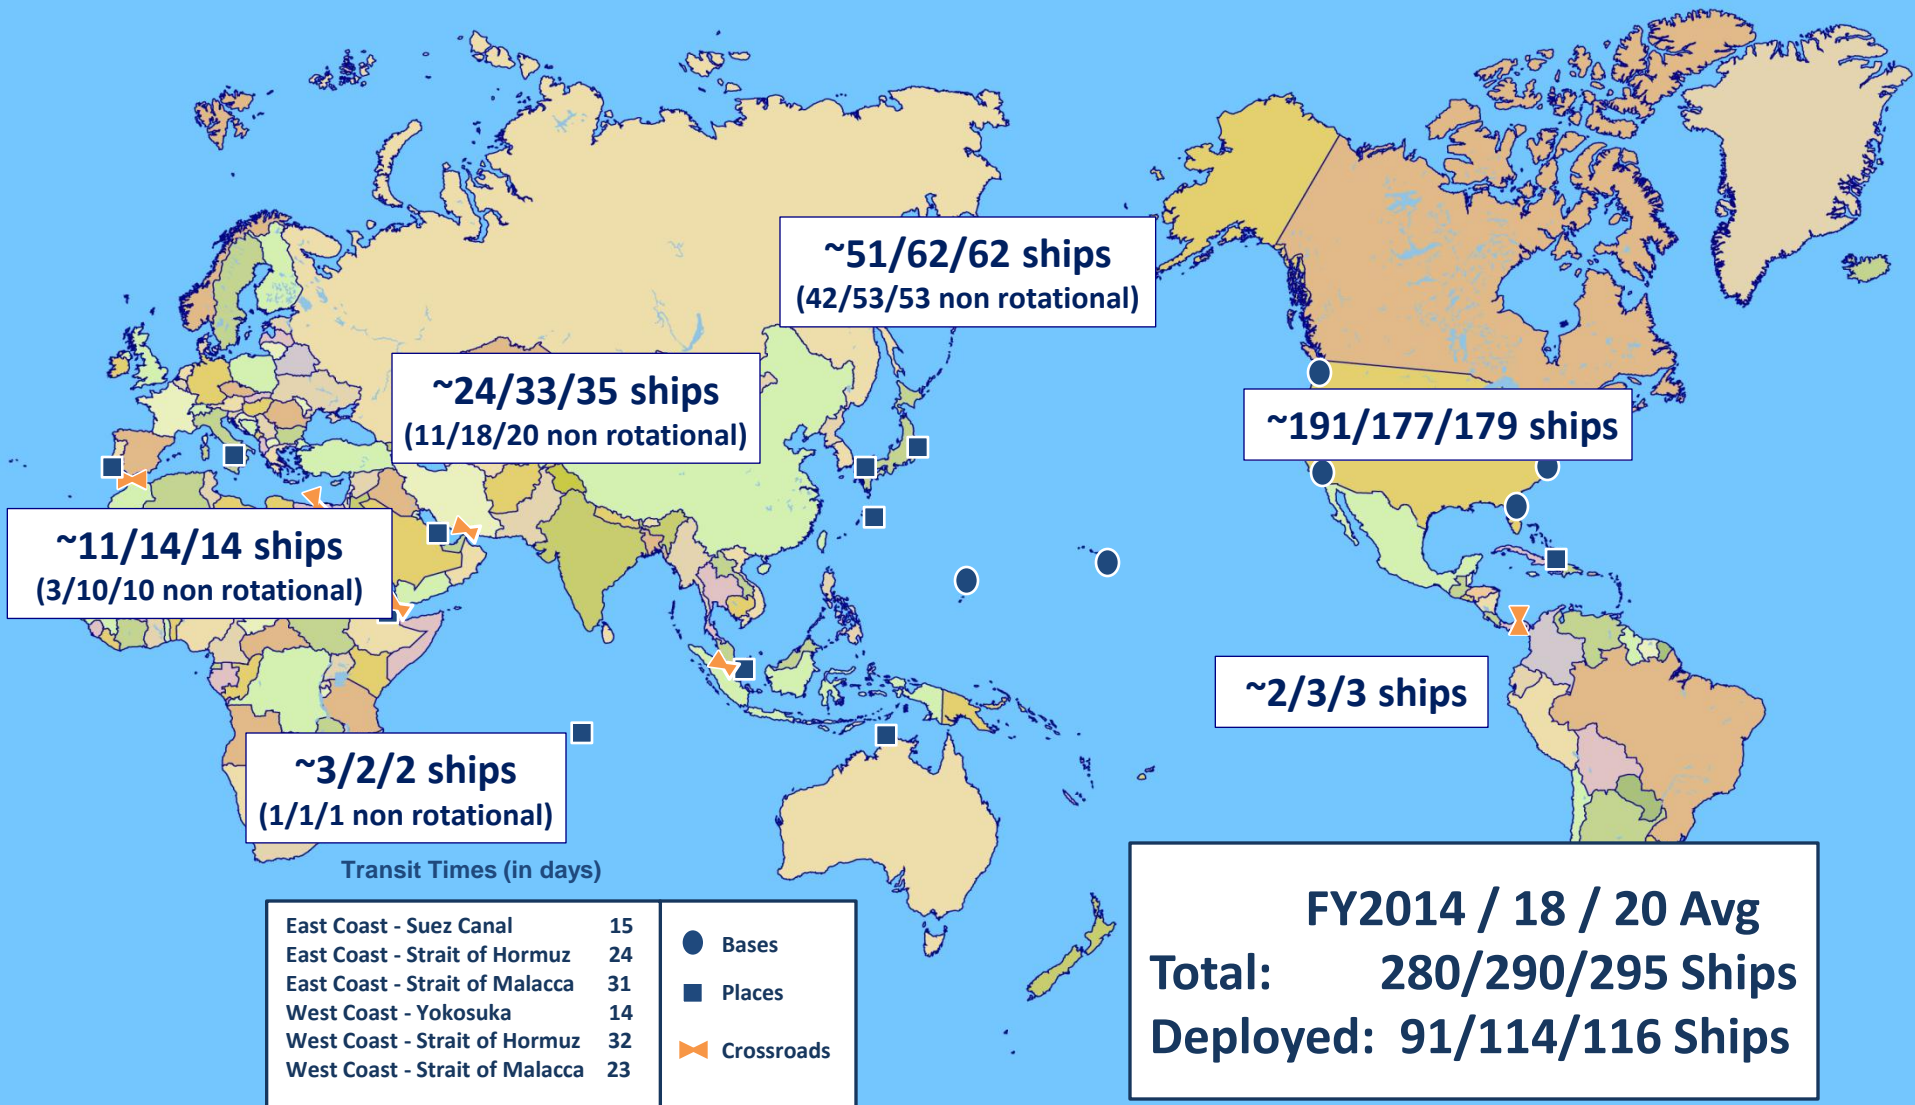 ~51/62/62 ships
(42/53/53 non rotational)
~24/33/35 ships
(11/18/20 non rotational)
~191/177/179 ships
~11/14/14 ships
(3/10/10 non rotational)
~2/3/3 ships
~3/2/2 ships
(1/1/1 non rotational)
Transit Times (in days)
East Coast - Suez Canal 15
East Coast - Strait of Hormuz 24
East Coast - Strait of Malacca 31
West Coast - Yokosuka 14
West Coast - Strait of Hormuz 32
West Coast - Strait of Malacca 23
Bases
Places
Crossroads
FY2014 / 18 / 20 Avg
Total: 280/290/295 Ships
Deployed: 91/114/116 Ships